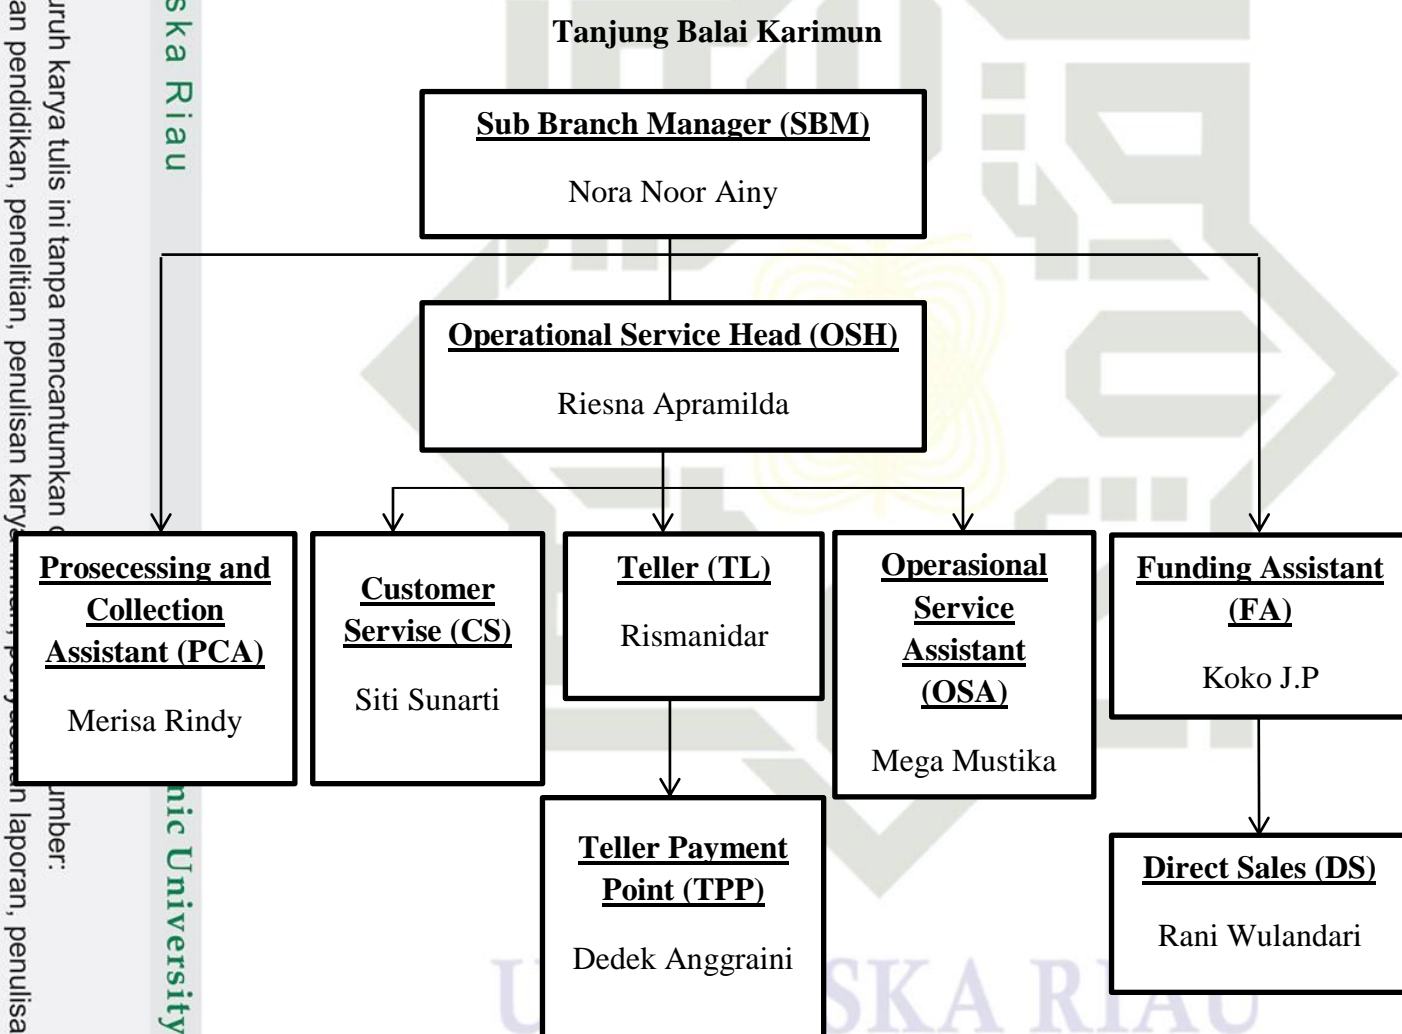 Tanjung Balai Karimun
Sub Branch Manager (SBM)
Nora Noor Ainy
Operational Service Head (OSH)
Riesna Apramilda
Prosecessing and
Collection
Assistant (PCA)
Merisa Rindy
Customer
Servise (CS)
Siti Sunarti
Teller (TL)
Rismanidar
Operasional
Service
Assistant
(OSA)
Mega Mustika
Funding Assistant
(FA)
Koko J.P
Teller Payment
Point (TPP)
Dedek Anggraini
Direct Sales (DS)
Rani Wulandari
ska Riau
nic University
uruh karya tulis ini tanpa mencantumkan
umber:
an pendidikan, penelitian, penulisan karya
laporan, penulisa
SKA RIAU